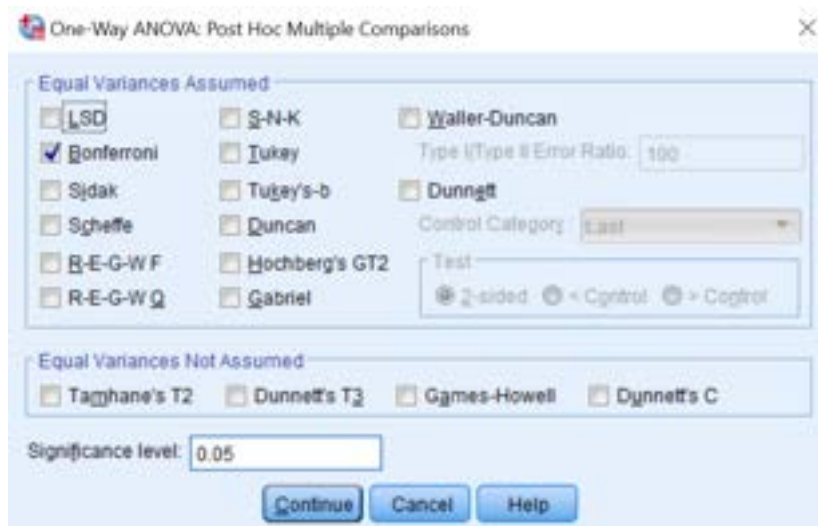 One-Way ANOVA: Post Hoc Multiple Comparisons
Equal Variances Assumed
LSD S-N-K Waller-Duncan
Bonferroni Tukey Type I/Type II Error Ratio: 100
Sidak Tukey's-b Dunnett
Scheffe Duncan Control Category: Last
R-E-G-W F Hochberg's GT2 Test
R-E-G-W Q Gabriel 2-sided < Control > Control
Equal Variances Not Assumed
Tamhane's T2 Dunnett's T3 Games-Howell Dunnett's C
Significance level: 0.05
Continue Cancel Help